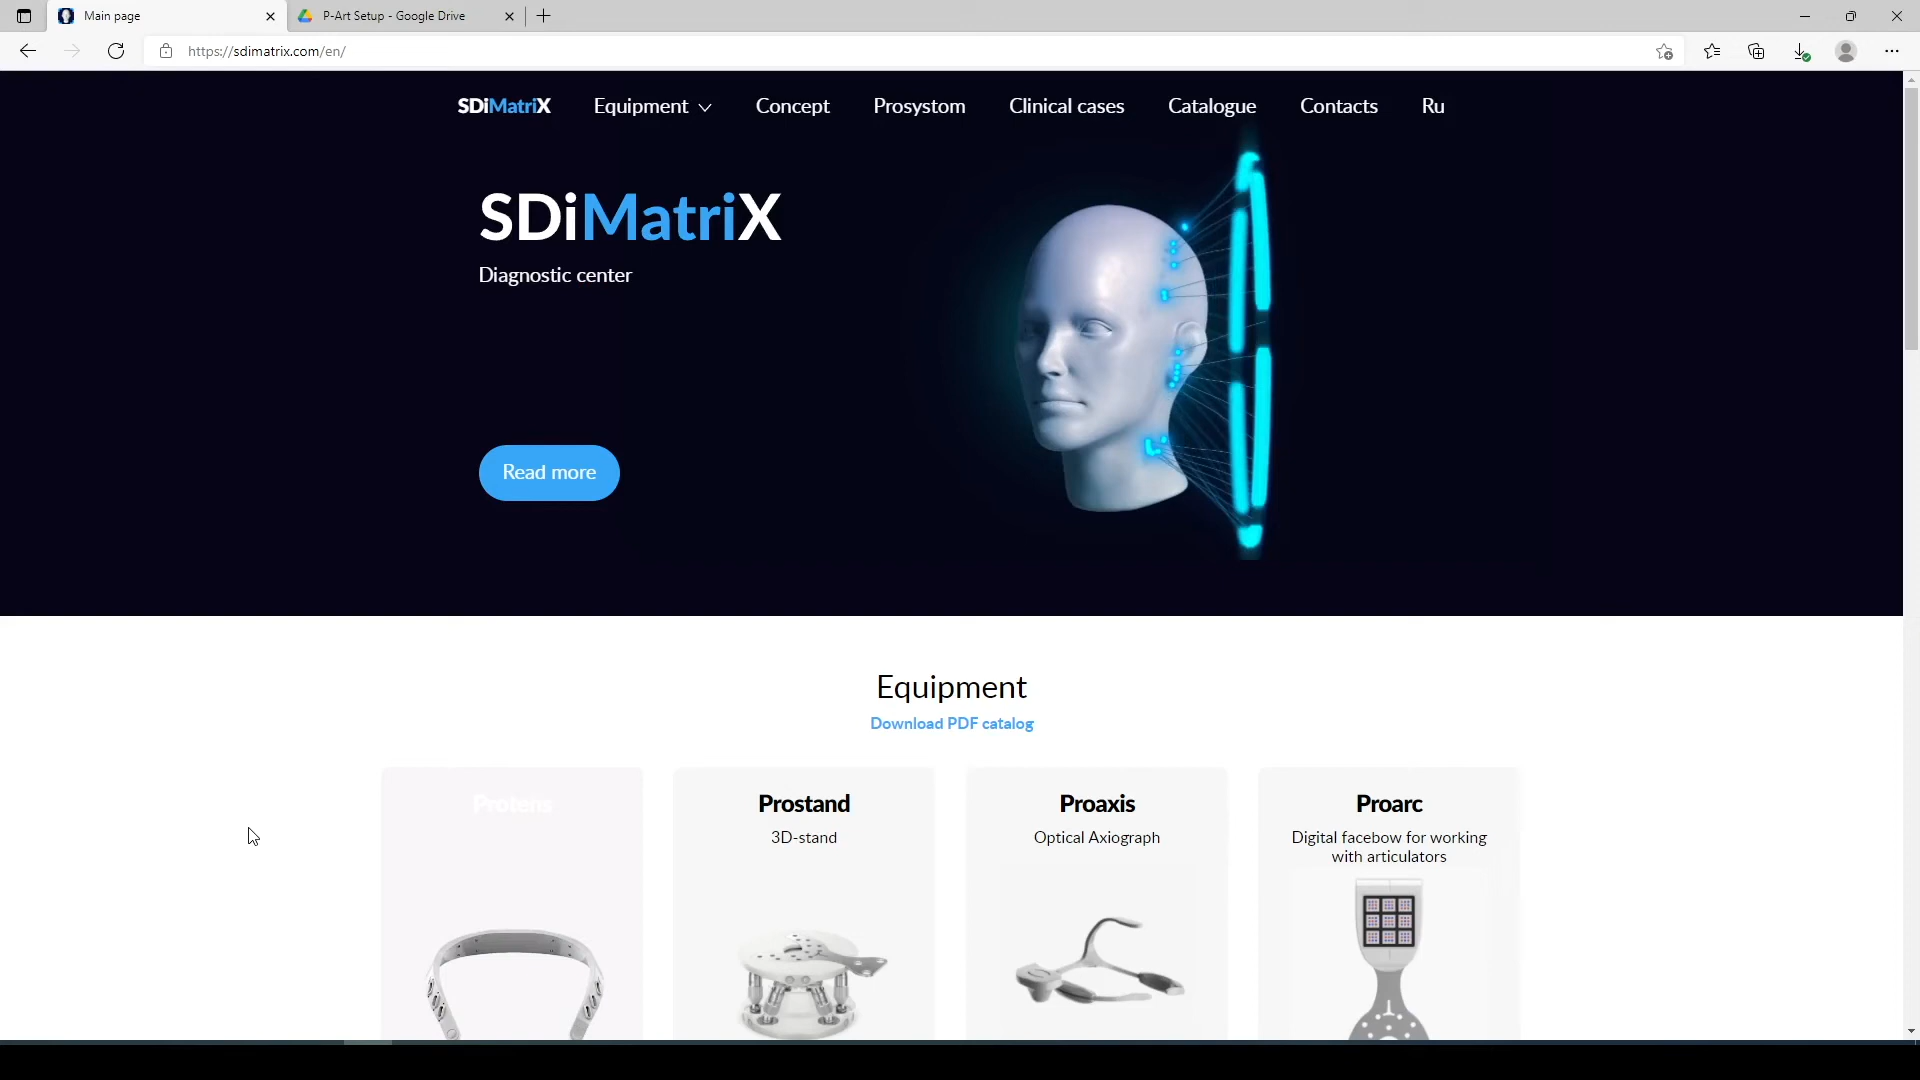 Main page
P-Art Setup - Google Drive
https://sdimatrix.com/en/
SDiMatriX
Equipment
Concept
Prosystom
Clinical cases
Catalogue
Contacts
Ru
SDiMatriX
Diagnostic center
Read more
Equipment
Download PDF catalog
Protens
Prostand
3D-stand
Proaxis
Optical Axiograph
Proarc
Digital facebow for working
with articulators